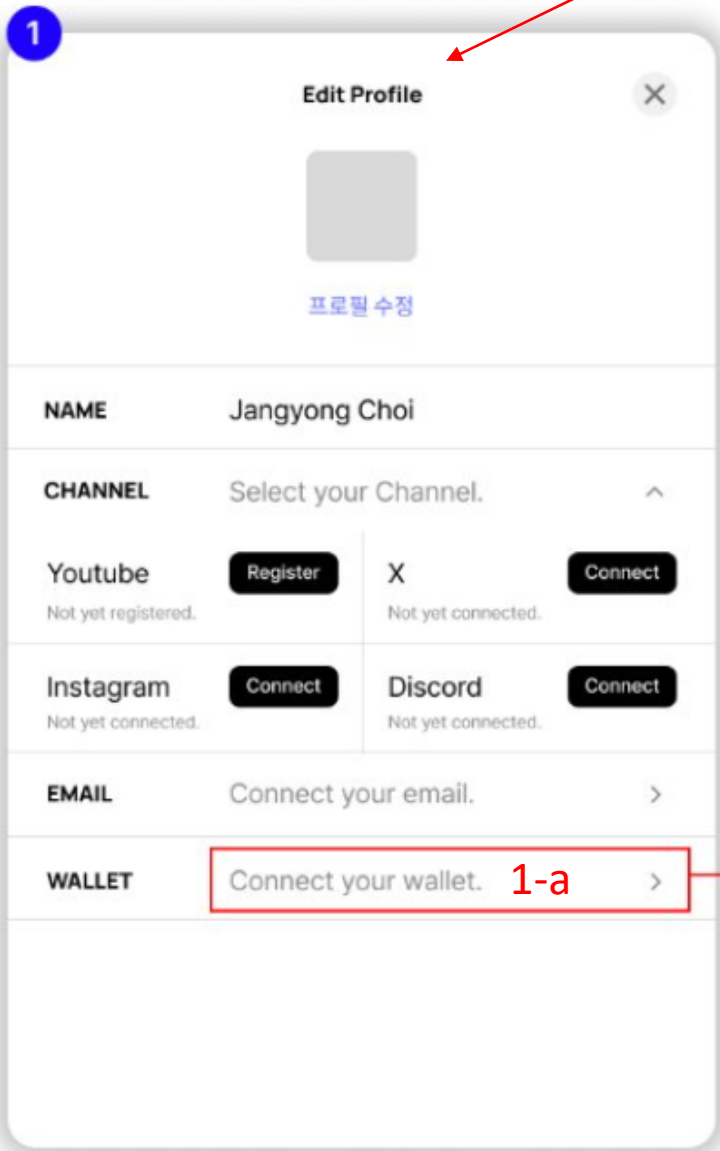 1
Edit Profile
프로필 수정
NAME Jangyong Choi
CHANNEL Select your Channel.
Youtube Register X Connect
Not yet registered. Not yet connected.
Instagram Connect Discord Connect
Not yet connected. Not yet connected.
EMAIL Connect your email.
WALLET Connect your wallet. 1-a